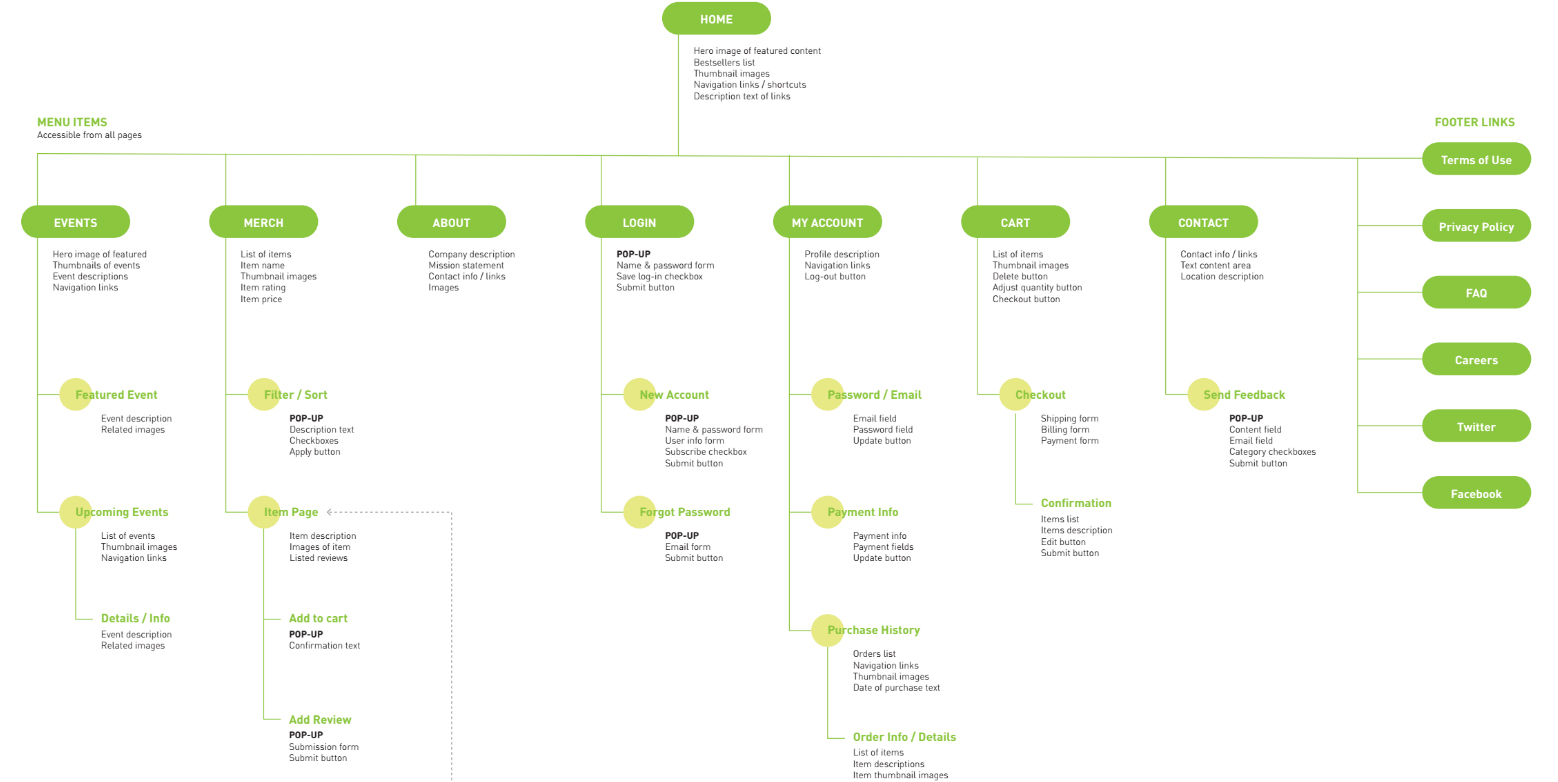 HOME
Hero image of featured content
Bestsellers list
Thumbnail images
Navigation links / shortcuts
Description text of links
MENU ITEMS
Accessible from all pages
FOOTER LINKS
EVENTS
Hero image of featured
Thumbnails of events
Event descriptions
Navigation links
Featured Event
Event description
Related images
Upcoming Events
List of events
Thumbnail images
Navigation links
Details / Info
Event description
Related images
MERCH
List of items
Item name
Thumbnail images
Item rating
Item price
Filter / Sort
POP-UP
Description text
Checkboxes
Apply button
Item Page
Item description
Images of item
Listed reviews
Add to cart
POP-UP
Confirmation text
Add Review
POP-UP
Submission form
Submit button
ABOUT
Company description
Mission statement
Contact info / links
Images
LOGIN
POP-UP
Name & password form
Save log-in checkbox
Submit button
New Account
POP-UP
Name & password form
User info form
Subscribe checkbox
Submit button
Forgot Password
POP-UP
Email form
Submit button
MY ACCOUNT
Profile description
Navigation links
Log-out button
Password / Email
Email field
Password field
Update button
Payment Info
Payment info
Payment fields
Update button
Purchase History
Orders list
Navigation links
Thumbnail images
Date of purchase text
Order Info / Details
List of items
Item descriptions
Item thumbnail images
CART
List of items
Thumbnail images
Delete button
Adjust quantity button
Checkout button
Checkout
Shipping form
Billing form
Payment form
Confirmation
Items list
Items description
Edit button
Submit button
CONTACT
Contact info / links
Text content area
Location description
Send Feedback
POP-UP
Content field
Email field
Category checkboxes
Submit button
Terms of Use
Privacy Policy
FAQ
Careers
Twitter
Facebook